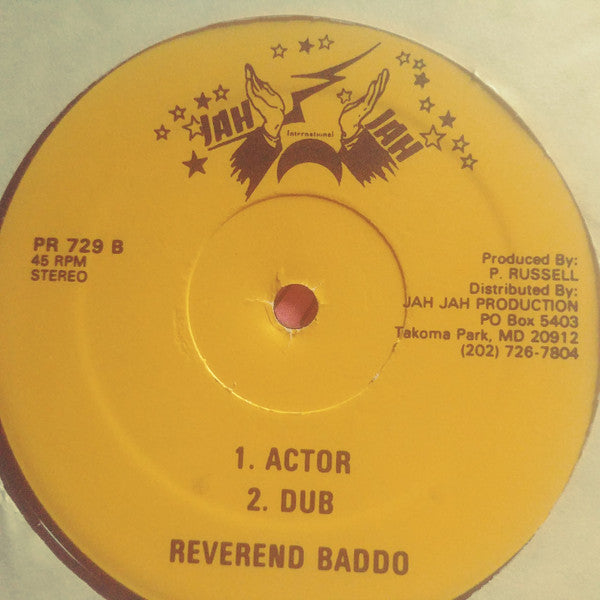 JAH
International
JAH
PR 729 B
45 RPM
STEREO
Produced By:
P. RUSSELL
Distributed By:
JAH JAH PRODUCTION
PO Box 5403
Takoma Park, MD 20912
(202) 726-7804
1. ACTOR
2. DUB
REVEREND BADDO